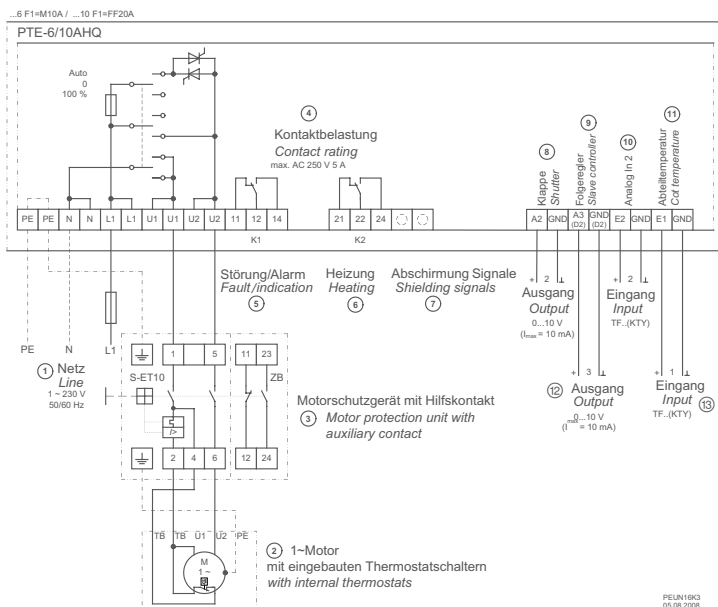 ...6 F1=M10A / ...10 F1=FF20A
PTE-6/10AHQ
Auto
0
100 %
4
Kontaktbelastung
Contact rating
max. AC 250 V 5 A
8
Klappe
Shutter
9
Folgeregler
Slave controller
10
Analog In 2
11
Abteiltemperatur
Cot temperature
PE PE N N L1 L1 U1 U1 U2 U2 11 12 14 21 22 24 A2 GND A3 (D2) GND (D2) E2 GND E1 GND
K1 K2
Störung/Alarm
Fault/indication
5
Heizung
Heating
6
Abschirmung Signale
Shielding signals
7
+ 2 ⊥
Ausgang
Output
0...10 V
(Imax = 10 mA)
+ 2 ⊥
Eingang
Input
TF..(KTY)
PE N L1
1 Netz
Line
1 ~ 230 V
50/60 Hz
1 5 11 23
S-ET10 ZB
I>
Motorschutzgerät mit Hilfskontakt
3 Motor protection unit with
auxiliary contact
+ 3 ⊥
12 Ausgang
Output
0...10 V
(Imax = 10 mA)
+ 1 ⊥
Eingang
Input 13
TF..(KTY)
2 4 6 12 24
TB TB U1 U2 PE
M
1 ~
2 1~Motor
mit eingebauten Thermostatschaltern
with internal thermostats
PEUN16K3
05.08.2008